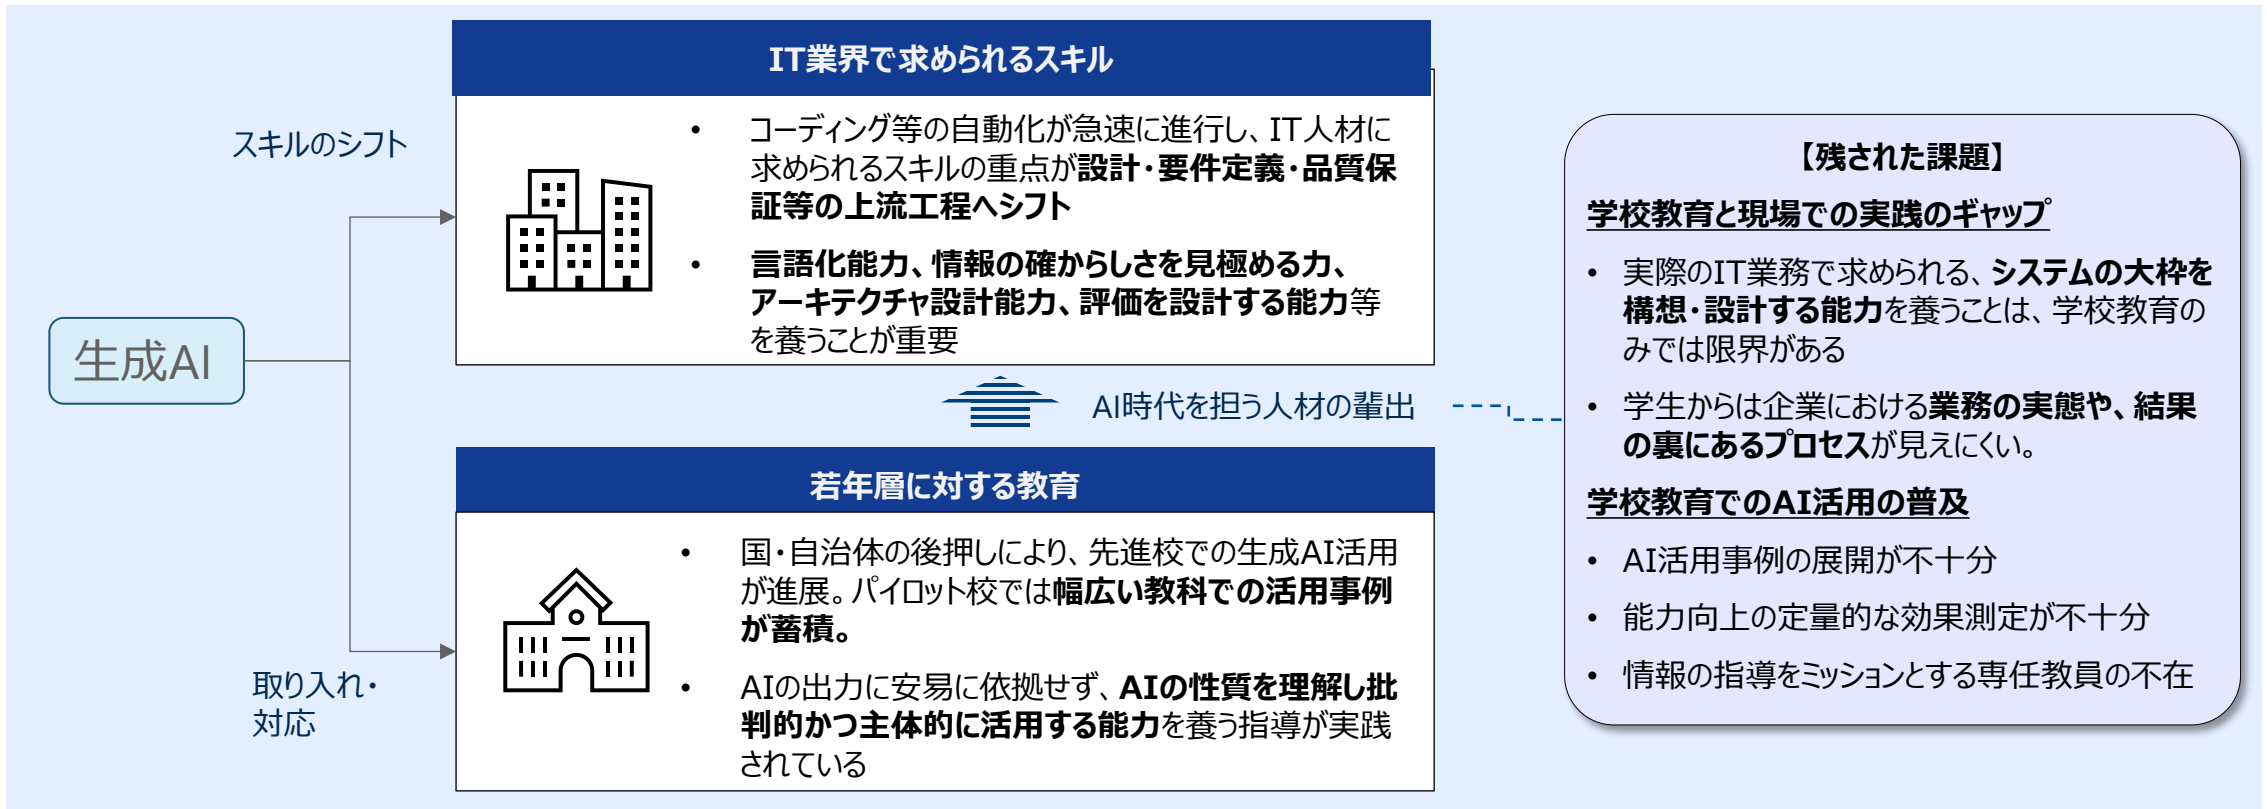 生成AI
スキルのシフト
取り入れ・
対応
IT業界で求められるスキル
• コーディング等の自動化が急速に進行し、IT人材に
求められるスキルの重点が設計・要件定義・品質保
証等の上流工程へシフト
• 言語化能力、情報の確からしさを見極める力、
アーキテクチャ設計能力、評価を設計する能力等
を養うことが重要
AI時代を担う人材の輩出
若年層に対する教育
• 国・自治体の後押しにより、先進校での生成AI活用
が進展。パイロット校では幅広い教科での活用事例
が蓄積。
• AIの出力に安易に依拠せず、AIの性質を理解し批
判的かつ主体的に活用する能力を養う指導が実践
されている
【残された課題】
学校教育と現場での実践のギャップ
• 実際のIT業務で求められる、システムの大枠を
構想・設計する能力を養うことは、学校教育の
みでは限界がある
• 学生からは企業における業務の実態や、結果
の裏にあるプロセスが見えにくい。
学校教育でのAI活用の普及
• AI活用事例の展開が不十分
• 能力向上の定量的な効果測定が不十分
• 情報の指導をミッションとする専任教員の不在